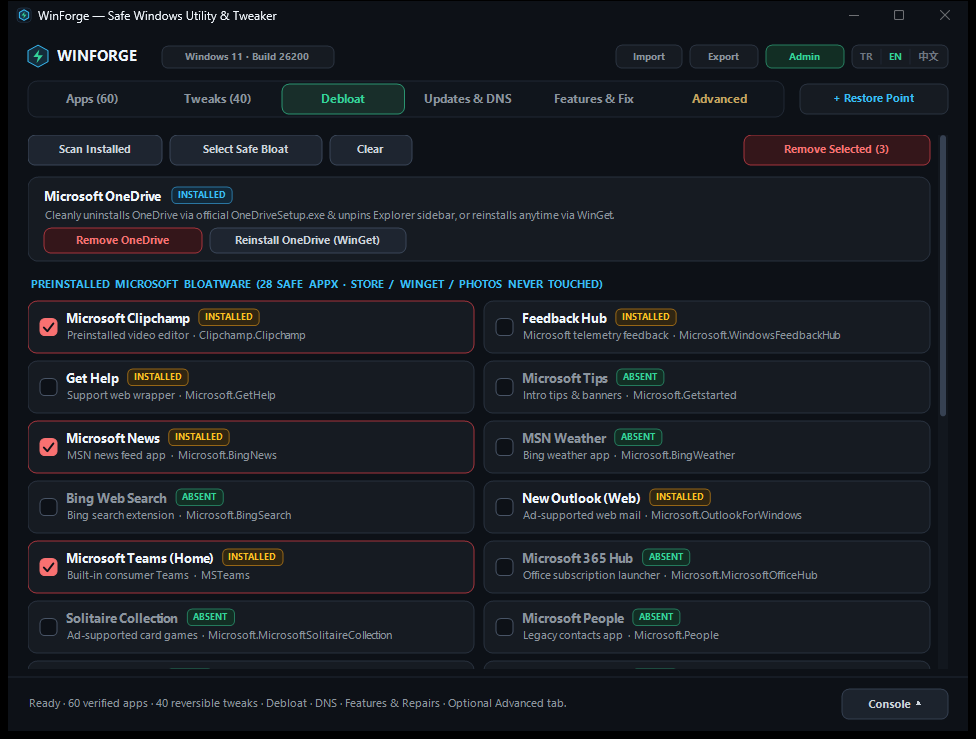 WinForge — Safe Windows Utility & Tweaker
WINFORGE
Windows 11 · Build 26200
Import
Export
Admin
TR
EN
中文
Apps (60)
Tweaks (40)
Debloat
Updates & DNS
Features & Fix
Advanced
+ Restore Point
Scan Installed
Select Safe Bloat
Clear
Remove Selected (3)
Microsoft OneDrive INSTALLED
Cleanly uninstalls OneDrive via official OneDriveSetup.exe & unpins Explorer sidebar, or reinstalls anytime via WinGet.
Remove OneDrive
Reinstall OneDrive (WinGet)
PREINSTALLED MICROSOFT BLOATWARE (28 SAFE APPX · STORE / WINGET / PHOTOS NEVER TOUCHED)
Microsoft Clipchamp INSTALLED
Preinstalled video editor · Clipchamp.Clipchamp
Feedback Hub INSTALLED
Microsoft telemetry feedback · Microsoft.WindowsFeedbackHub
Get Help INSTALLED
Support web wrapper · Microsoft.GetHelp
Microsoft Tips ABSENT
Intro tips & banners · Microsoft.Getstarted
Microsoft News INSTALLED
MSN news feed app · Microsoft.BingNews
MSN Weather ABSENT
Bing weather app · Microsoft.BingWeather
Bing Web Search ABSENT
Bing search extension · Microsoft.BingSearch
New Outlook (Web) INSTALLED
Ad-supported web mail · Microsoft.OutlookForWindows
Microsoft Teams (Home) INSTALLED
Built-in consumer Teams · MSTeams
Microsoft 365 Hub ABSENT
Office subscription launcher · Microsoft.MicrosoftOfficeHub
Solitaire Collection ABSENT
Ad-supported card games · Microsoft.MicrosoftSolitaireCollection
Microsoft People ABSENT
Legacy contacts app · Microsoft.People
Ready · 60 verified apps · 40 reversible tweaks · Debloat · DNS · Features & Repairs · Optional Advanced tab.
Console ▲